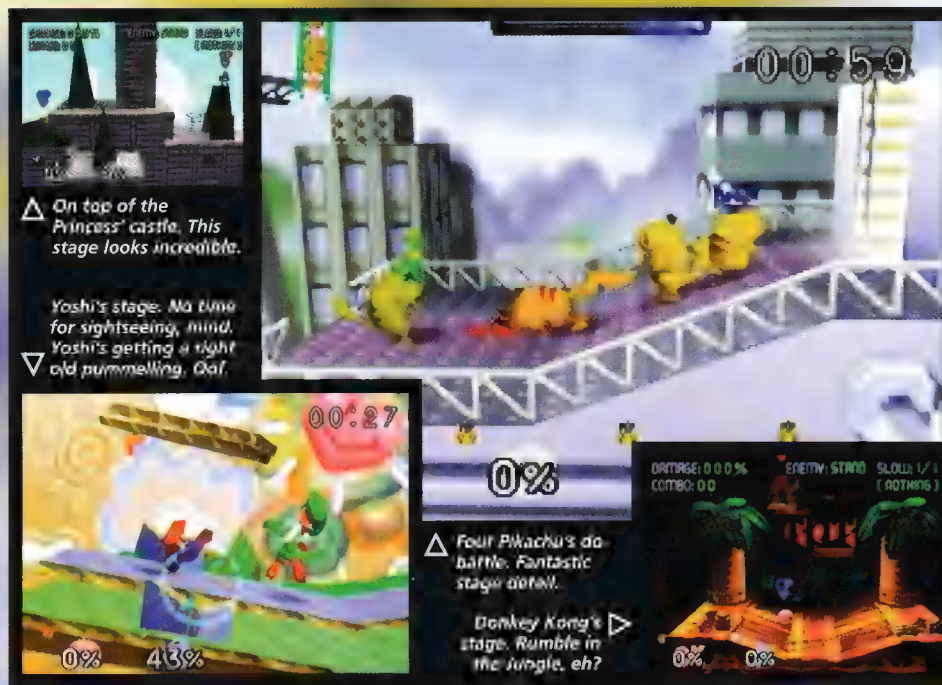 00:59
On top of the
Princess' castle. This
stage looks incredible.
Yoshi's stage. No time
for sightseeing, mind.
Yoshi's getting a right
old pummelling. Oof.
00:27
0% 43%
0%
Four Pikachu's do
battle. Fantastic
stage detail.
Donkey Kong's
stage. Rumble in
the Jungle, eh?
DAMAGE: 000% ENEMY: STAND SLOW: 1/1
COMBO: 00 (NOTHING)
0% 0%